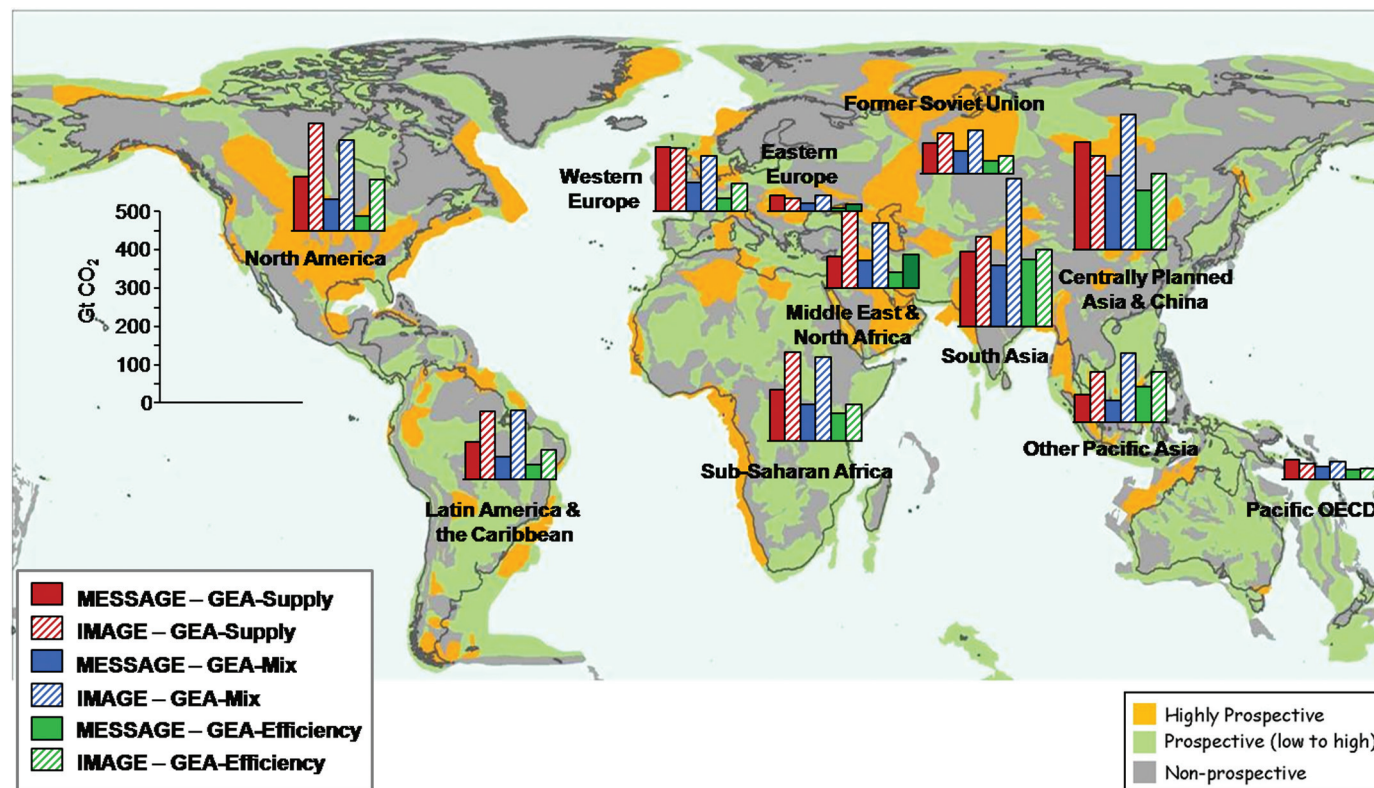 Former Soviet Union
Eastern
Europe
Western
Europe
500
400
300
200
100
0
Gt CO₂
North America
Centrally Planned
Asia & China
Middle East &
North Africa
South Asia
Other Pacific Asia
Sub-Saharan Africa
Pacific OECD
Latin America &
the Caribbean
MESSAGE – GEA-Supply
IMAGE – GEA-Supply
MESSAGE – GEA-Mix
IMAGE – GEA-Mix
MESSAGE – GEA-Efficiency
IMAGE – GEA-Efficiency
Highly Prospective
Prospective (low to high)
Non-prospective